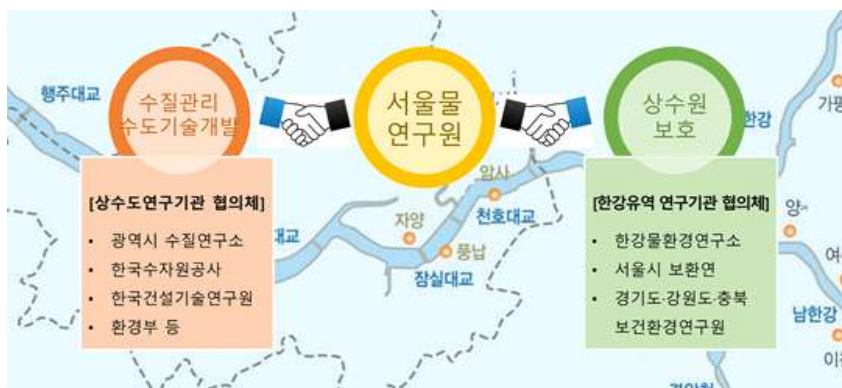 수질관리
수도기술개발
서울물
연구원
상수원
보호
[상수도연구기관 협의체]
• 광역시 수질연구소
• 한국수자원공사
• 한국건설기술연구원
• 환경부 등
[한강유역 연구기관 협의체]
• 한강물환경연구소
• 서울시 보환연
• 경기도·강원도·충북
보건환경연구원
행주대교
암사
자양
천호대교
풍납
잠실대교
대교
한강
가평
양
여
남한강
이천